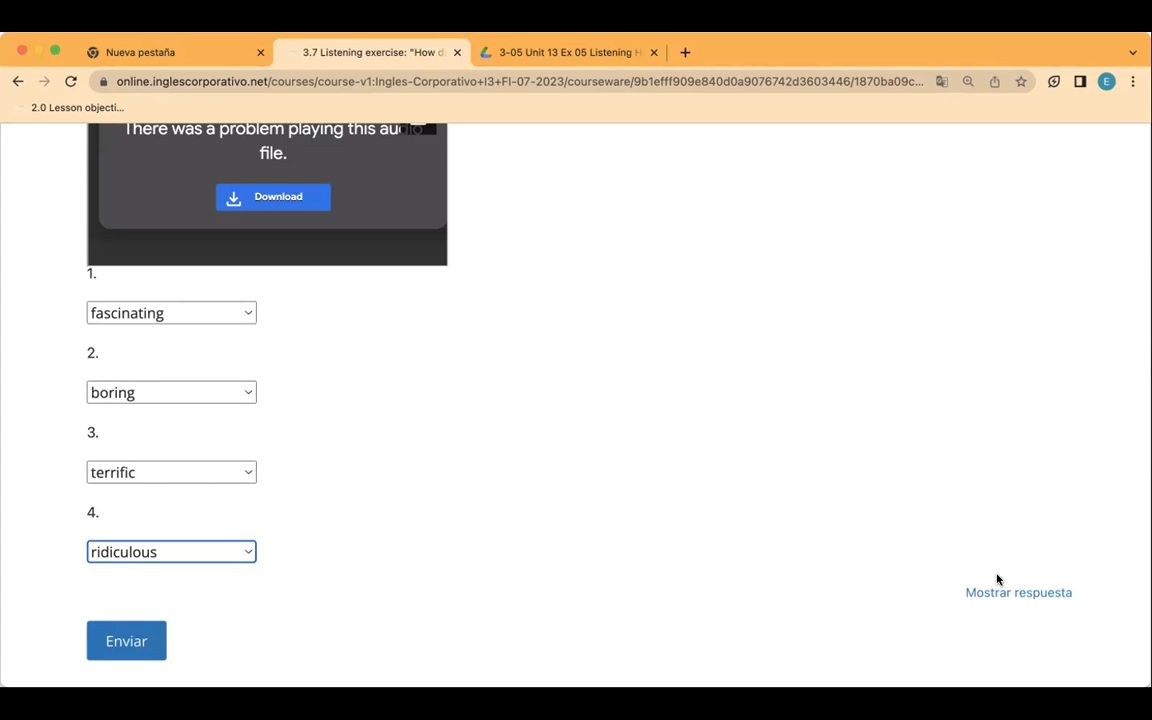 Nueva pestaña
3.7 Listening exercise: "How d
3-05 Unit 13 Ex 05 Listening H
online.inglescorporativo.net/courses/course-v1:Ingles-Corporativo+I3+FI-07-2023/courseware/9b1efff909e840d0a9076742d3603446/1870ba09c...
E
2.0 Lesson objecti...
There was a problem playing this audio
file.
Download
1.
fascinating
2.
boring
3.
terrific
4.
ridiculous
Mostrar respuesta
Enviar